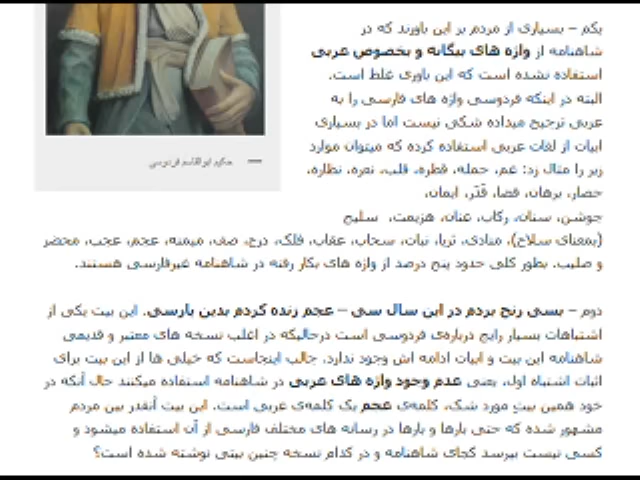 یکم – بسیاری از مردم بر این باورند که در
شاهنامه از واژه های بیگانه و بخصوص عربی
استفاده نشده است که این باوری غلط است.
البته در اینکه فردوسی واژه های فارسی را به
عربی ترجیح میداده شکی نیست اما در بسیاری
ابیات از لغات عربی استفاده کرده که میتوان موارد
زیر را مثال زد: غم، حمله، قطره، قلب، نعره، نظاره،
حصار، برهان، قضا، قَدَر، ایمان،
جوشن، سنان، رکاب، عنان، هزیمت، سلیح
(بمعنای سلاح)، منادی، ثریا، نبات، سحاب، عقاب، فلک، درع، صف، میمنه، عجم، عجب، محضر
و صلیب. بطور کلی حدود پنج درصد از واژه های بکار رفته در شاهنامه غیرفارسی هستند.
— حکیم ابوالقاسم فردوسی
دوم – بسی رنج بردم در این سال سی – عجم زنده کردم بدین پارسی. این بیت یکی از
اشتباهات بسیار رایج درباره‌ی فردوسی است درحالیکه در اغلب نسخه های معتبر و قدیمی
شاهنامه این بیت و ابیات ادامه اش وجود ندارد. جالب اینجاست که خیلی ها از این بیت برای
اثبات اشتباه اول، یعنی عدم وجود واژه های عربی در شاهنامه استفاده میکنند حال آنکه در
خود همین بیتِ مورد شک، کلمه‌ی عجم یک کلمه‌ی عربی است. این بیت آنقدر بین مردم
مشهور شده که حتی بارها و بارها در رسانه های مختلف فارسی از آن استفاده میشود و
کسی نیست بپرسد کجای شاهنامه و در کدام نسخه چنین بیتی نوشته شده است؟